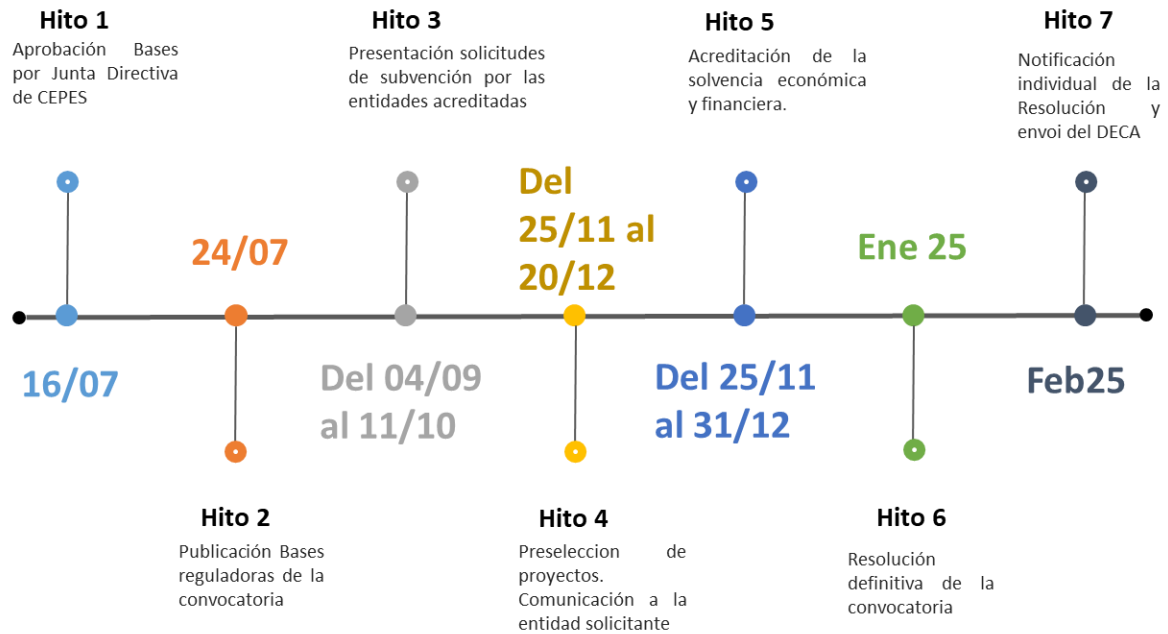 Hito 1
Aprobación Bases
por Junta Directiva
de CEPES
16/07
24/07
Hito 2
Publicación Bases
reguladoras de la
convocatoria
Hito 3
Presentación solicitudes
de subvención por las
entidades acreditadas
Del 04/09
al 11/10
Del
25/11 al
20/12
Hito 4
Preseleccion de
proyectos.
Comunicación a la
entidad solicitante
Hito 5
Acreditación de la
solvencia económica
y financiera.
Del 25/11
al 31/12
Ene 25
Hito 6
Resolución
definitiva de la
convocatoria
Hito 7
Notificación
individual de la
Resolución y
envoi del DECA
Feb25